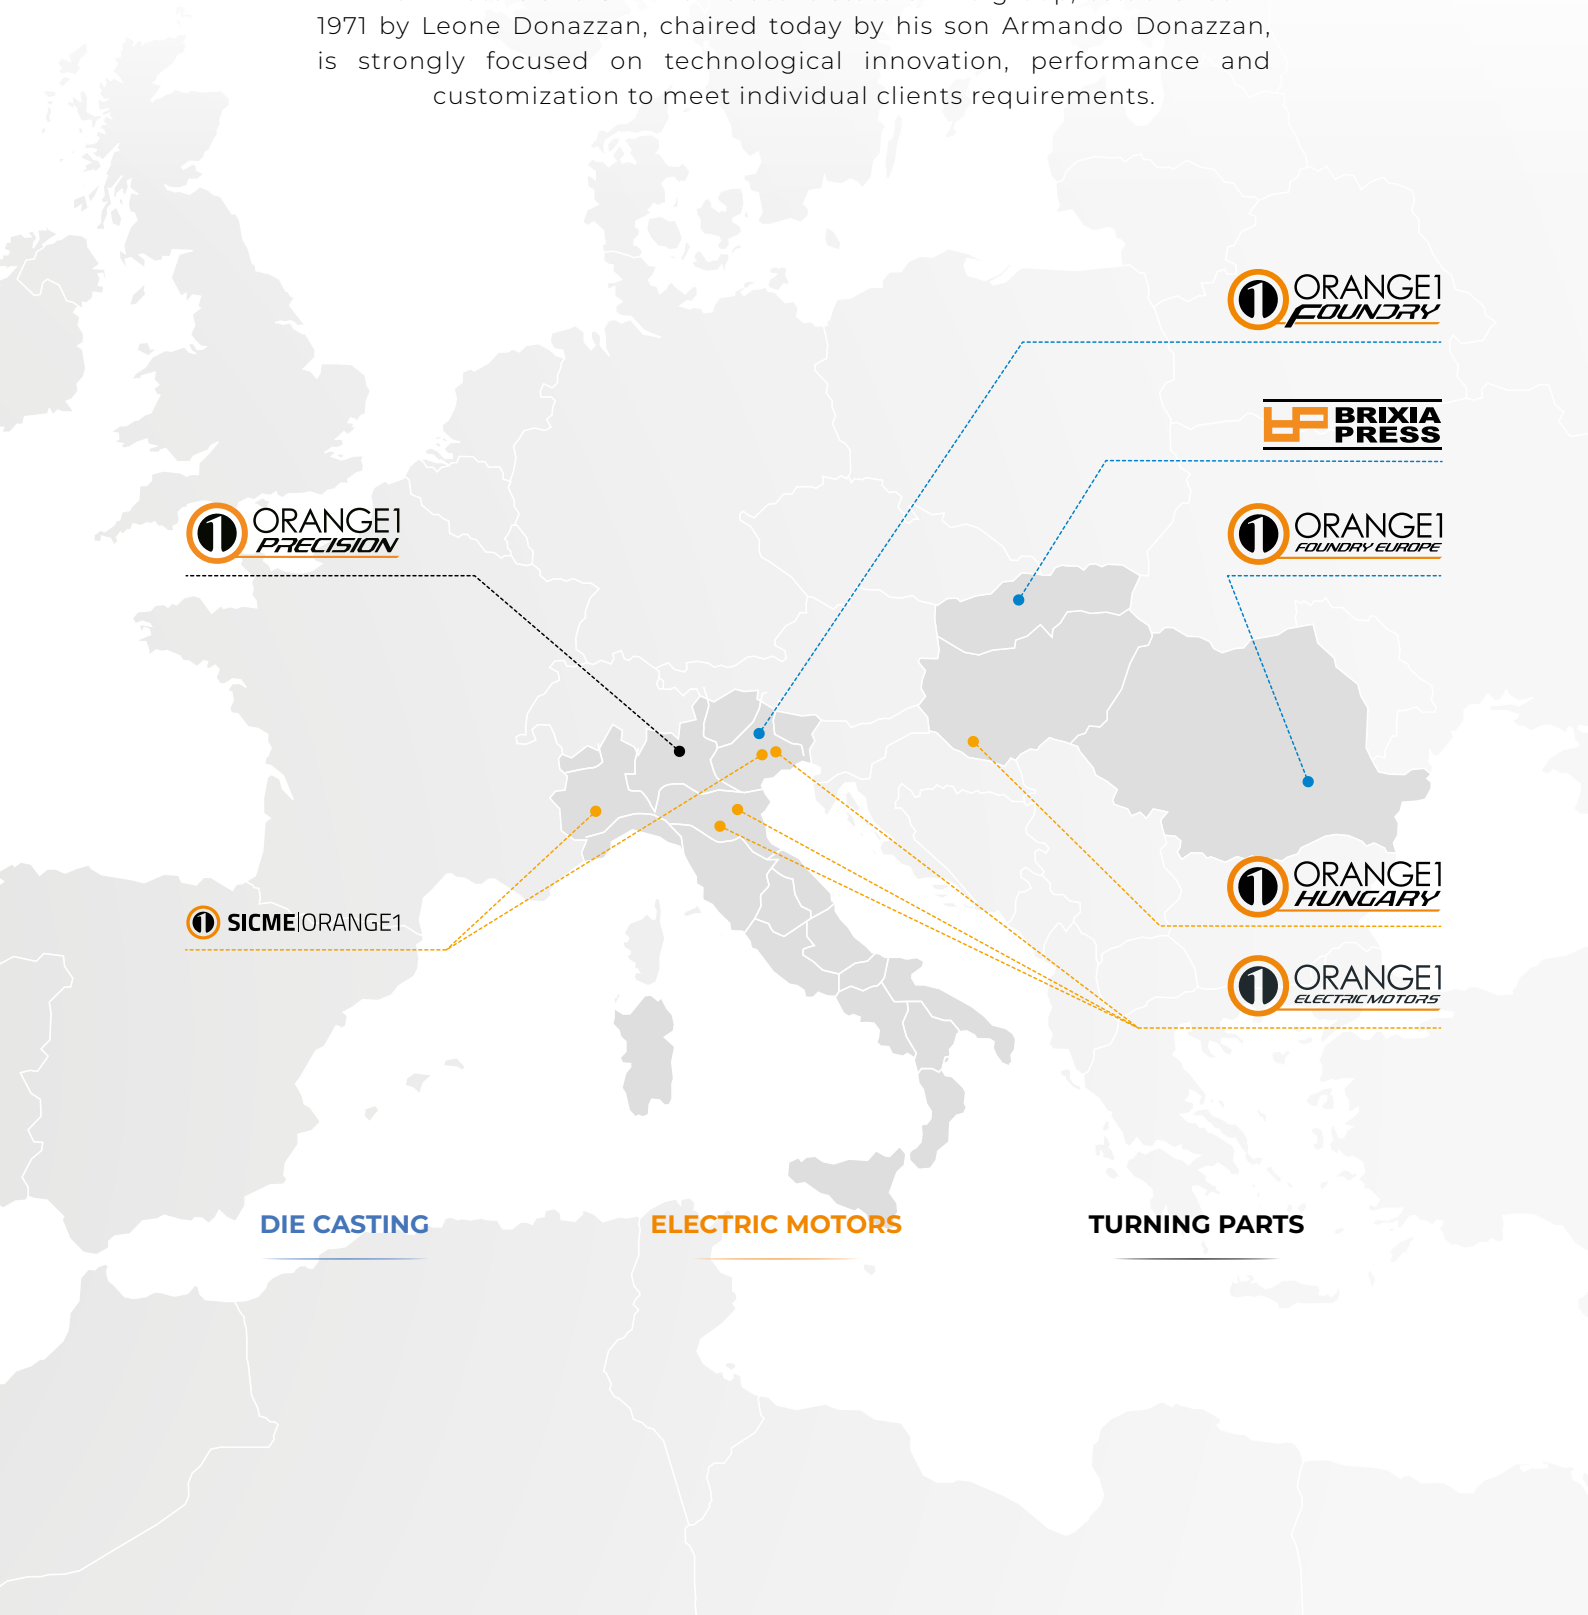 1971 by Leone Donazzan, chaired today by his son Armando Donazzan,
is strongly focused on technological innovation, performance and
customization to meet individual clients requirements.
ORANGE1
FOUNDRY
BRIXIA
PRESS
ORANGE1
PRECISION
ORANGE1
FOUNDRY EUROPE
ORANGE1
HUNGARY
SICME|ORANGE1
ORANGE1
ELECTRIC MOTORS
DIE CASTING
ELECTRIC MOTORS
TURNING PARTS